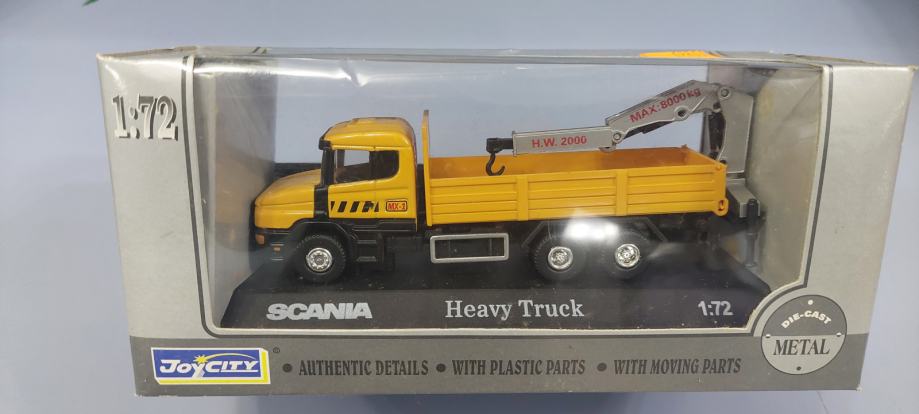 1:72
MAX:8000kg
H.W. 2000
MX-1
SCANIA Heavy Truck 1:72
DIE-CAST
METAL
JOYCITY
• AUTHENTIC DETAILS • WITH PLASTIC PARTS • WITH MOVING PARTS